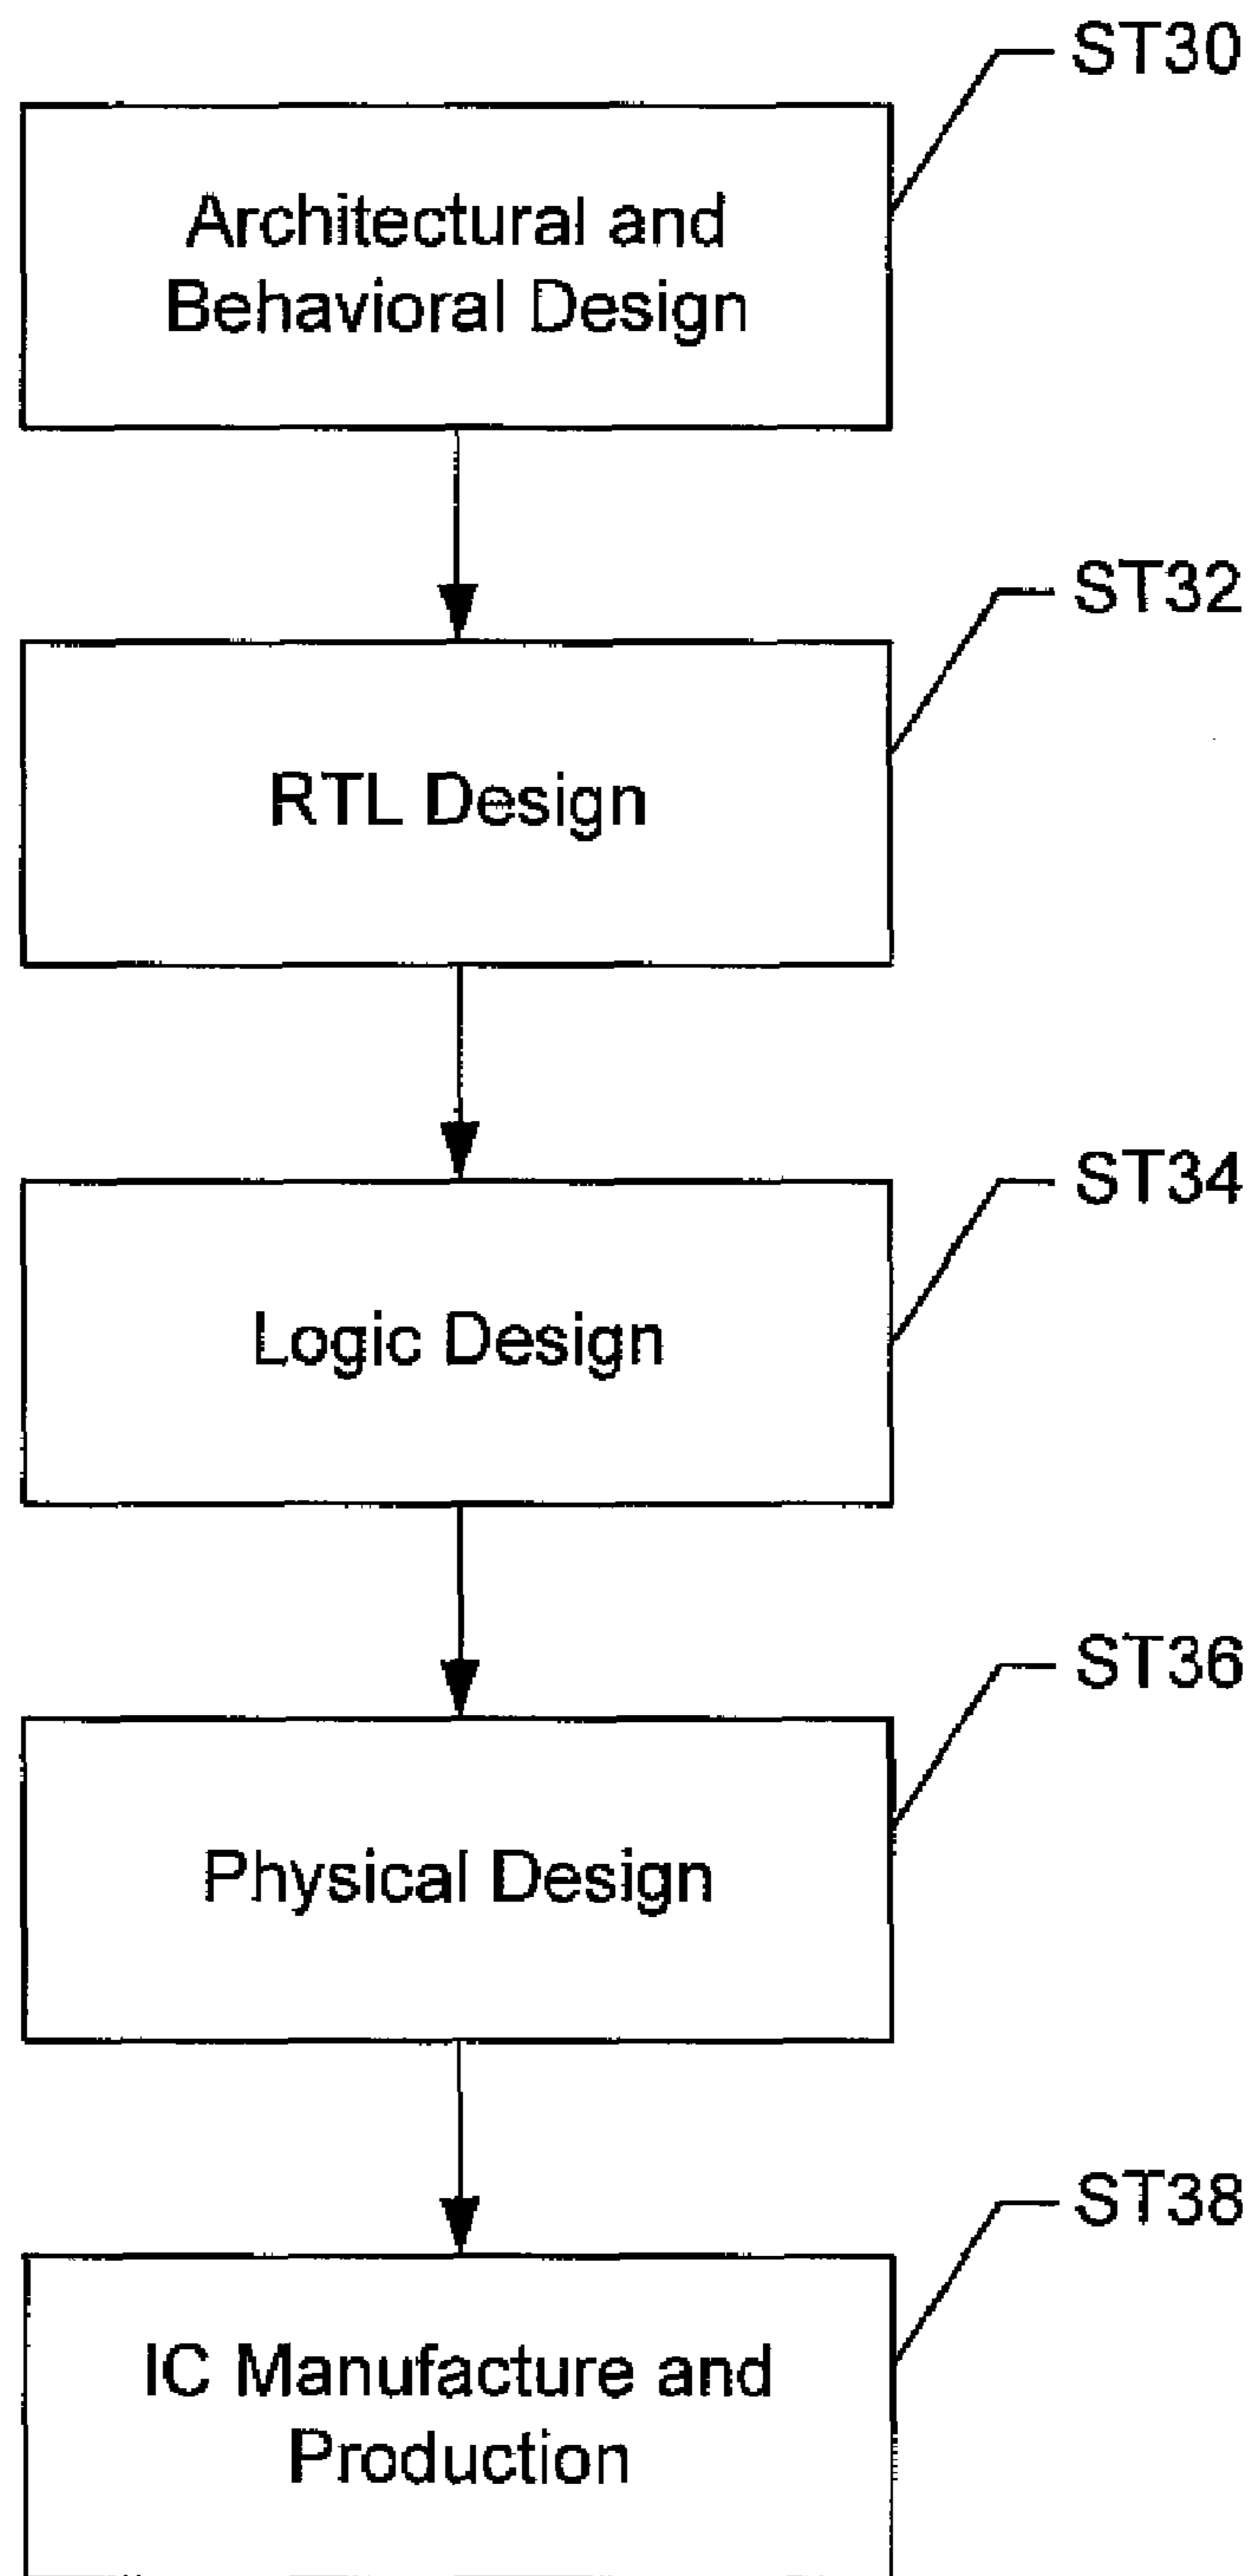 ST30
Architectural and
Behavioral Design
ST32
RTL Design
ST34
Logic Design
ST36
Physical Design
ST38
IC Manufacture and
Production